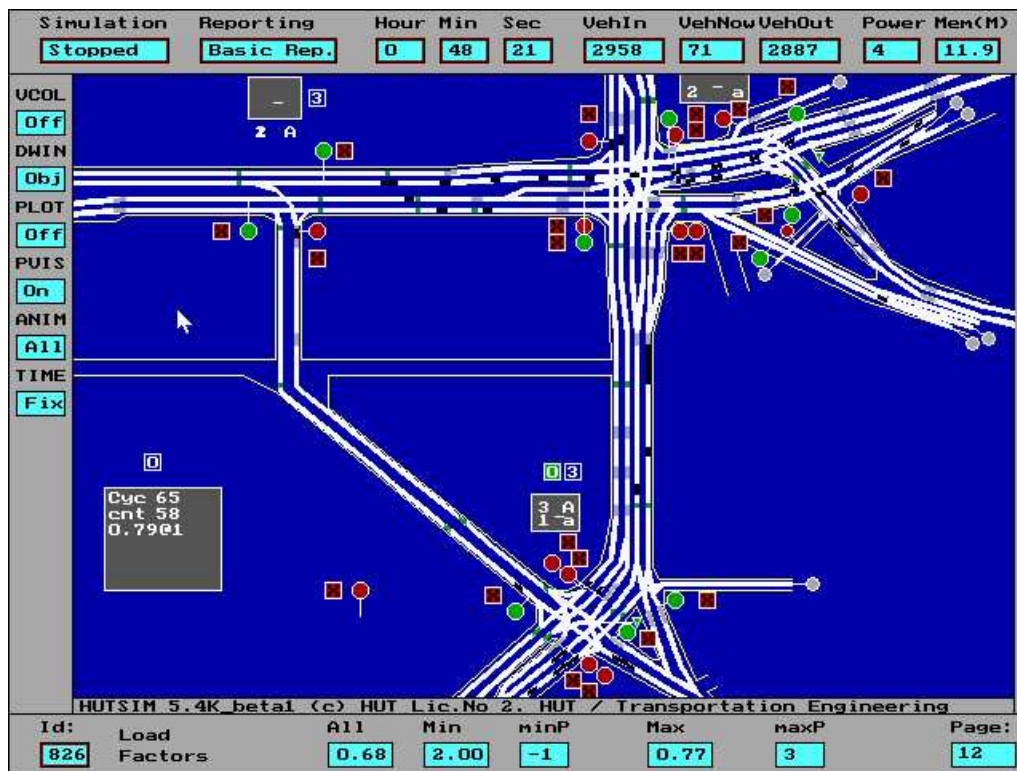 Simulation Reporting Hour Min Sec VehIn VehNow VehOut Power Mem(M)
Stopped Basic Rep. 0 48 21 2958 71 2887 4 11.9
VCOL
Off
DWIN
Obj
PLOT
Off
PVIS
On
ANIM
All
TIME
Fix
- 3
2 A
2 - a
0
Cyc 65
cnt 58
0.79@1
0 3
3 A
1 - a
HUTSIM 5.4K_beta1 (c) HUT Lic.No 2. HUT / Transportation Engineering
Id: Load All Min minP Max maxP Page:
826 Factors 0.68 2.00 -1 0.77 3 12